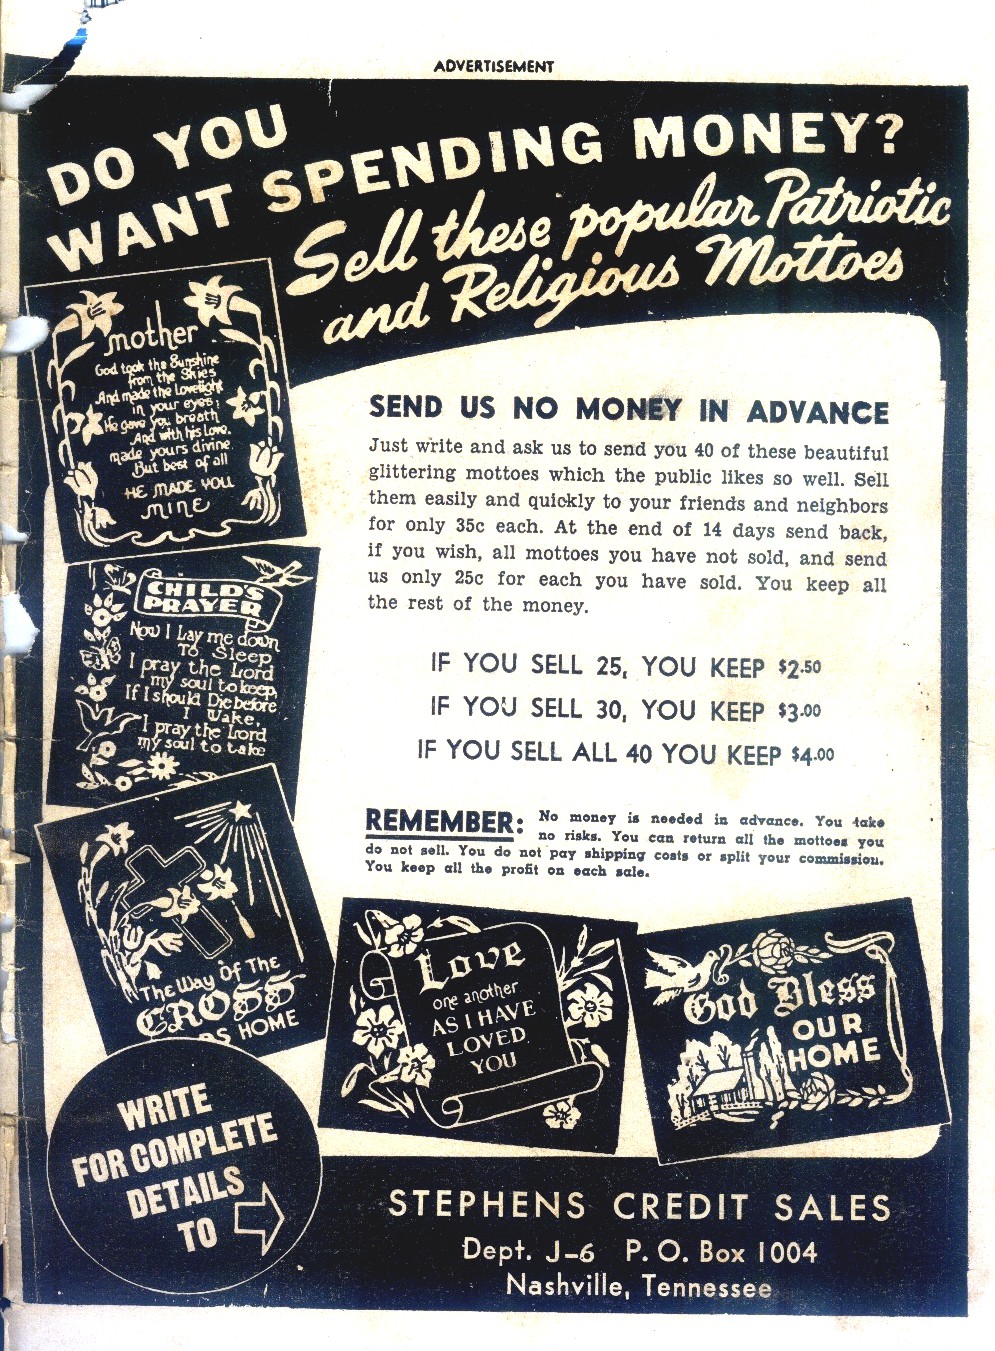 ADVERTISEMENT
DO YOU
WANT SPENDING MONEY?
Sell these popular Patriotic
and Religious Mottoes
mother
God took the Sunshine
from the Skies
And made the Lovelight
in your eyes;
He gave you breath
And with his Love,
made yours divine
But best of all
HE MADE YOU
MINE
CHILD'S
PRAYER
Now I Lay me down
To Sleep
I pray the Lord
my soul to keep,
If I should Die before
I Wake,
I pray the Lord
my soul to take
The Way Of The
CROSS
HOME
SEND US NO MONEY IN ADVANCE
Just write and ask us to send you 40 of these beautiful
glittering mottoes which the public likes so well. Sell
them easily and quickly to your friends and neighbors
for only 35c each. At the end of 14 days send back,
if you wish, all mottoes you have not sold, and send
us only 25c for each you have sold. You keep all
the rest of the money.
IF YOU SELL 25, YOU KEEP $2.50
IF YOU SELL 30, YOU KEEP $3.00
IF YOU SELL ALL 40 YOU KEEP $4.00
REMEMBER: No money is needed in advance. You take
no risks. You can return all the mottoes you
do not sell. You do not pay shipping costs or split your commission.
You keep all the profit on each sale.
Love
one another
AS I HAVE
LOVED
YOU
God Bless
OUR
HOME
WRITE
FOR COMPLETE
DETAILS
TO
STEPHENS CREDIT SALES
Dept. J-6 P. O. Box 1004
Nashville, Tennessee